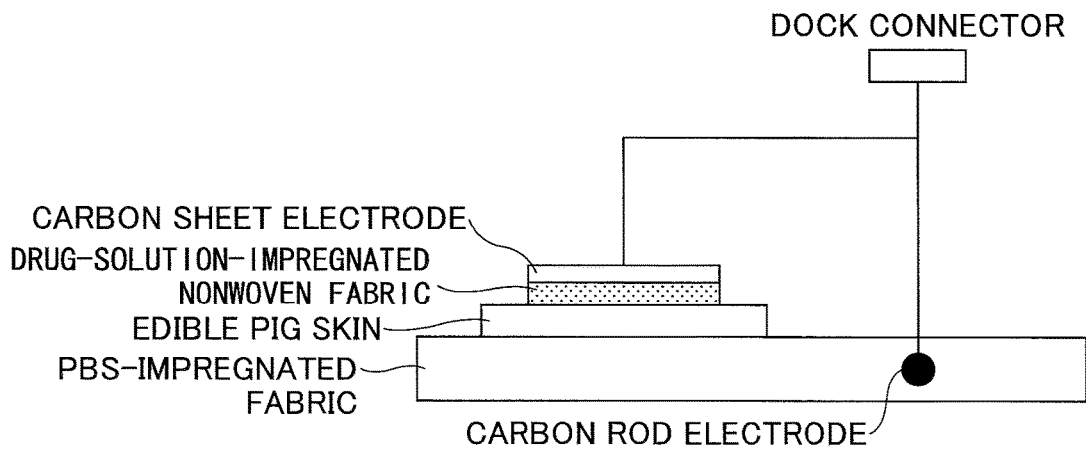 DOCK CONNECTOR
CARBON SHEET ELECTRODE
DRUG-SOLUTION-IMPREGNATED
NONWOVEN FABRIC
EDIBLE PIG SKIN
PBS-IMPREGNATED
FABRIC
CARBON ROD ELECTRODE